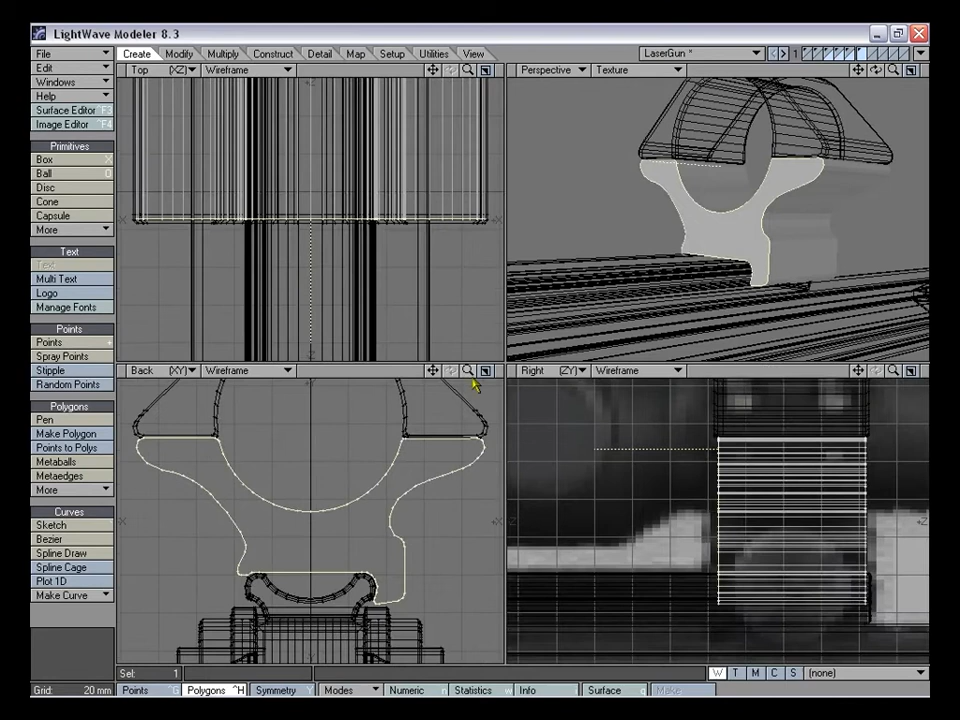 LightWave Modeler 8.3
File
Edit
Windows
Help
Surface Editor F3
Image Editor ^F4
Primitives
Box X
Ball O
Disc
Cone
Capsule
More
Text
Text
Multi Text
Logo
Manage Fonts
Points
Points +
Spray Points
Stipple
Random Points
Polygons
Pen
Make Polygon
Points to Polys
Metaballs
Metaedges
More
Curves
Sketch
Bezier
Spline Draw
Spline Cage
Plot 1D
Make Curve
Create Modify Multiply Construct Detail Map Setup Utilities View LaserGun * 1
Top (XZ) Wireframe
Perspective Texture
Back (XY) Wireframe
Right (ZY) Wireframe
Sel: 1 W T M C S (none)
Grid: 20 mm Points ^G Polygons ^H Symmetry Y Modes Numeric n Statistics w Info i Surface q Make